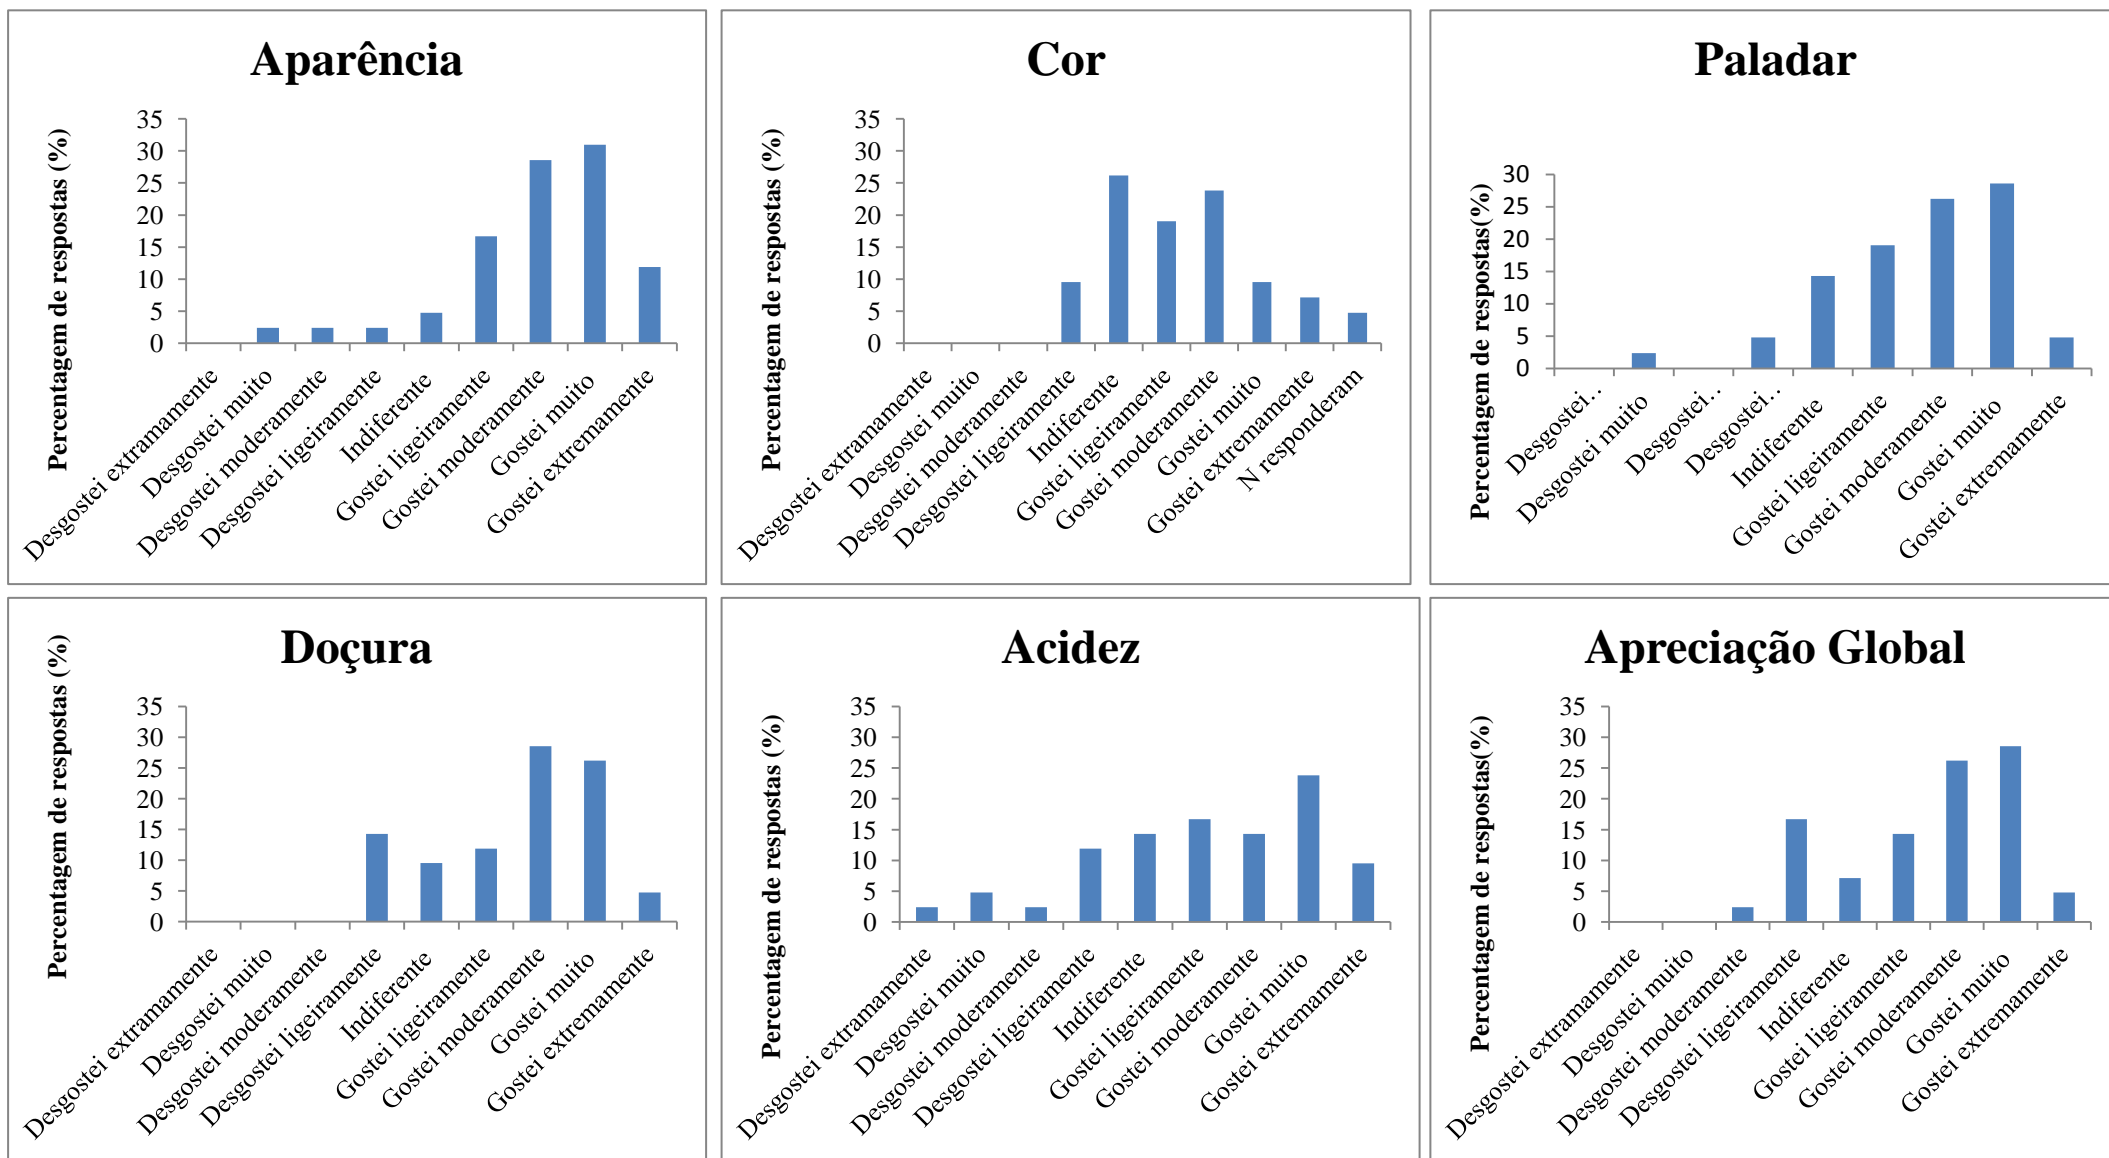 Aparência
Percentagem de respostas (%)
35
30
25
20
15
10
5
0
Desgostei extramamente
Desgostei muito
Desgostei moderamente
Desgostei ligeiramente
Indiferente
Gostei ligeiramente
Gostei moderamente
Gostei muito
Gostei extremamente
Cor
Percentagem de respostas (%)
35
30
25
20
15
10
5
0
Desgostei extramamente
Desgostei muito
Desgostei moderamente
Desgostei ligeiramente
Indiferente
Gostei ligeiramente
Gostei moderamente
Gostei muito
Gostei extremamente
N responderam
Paladar
Percentagem de respostas(%)
30
25
20
15
10
5
0
Desgostei..
Desgostei muito
Desgostei..
Desgostei..
Indiferente
Gostei ligeiramente
Gostei moderamente
Gostei muito
Gostei extremamente
Doçura
Percentagem de respostas (%)
35
30
25
20
15
10
5
0
Desgostei extramamente
Desgostei muito
Desgostei moderamente
Desgostei ligeiramente
Indiferente
Gostei ligeiramente
Gostei moderamente
Gostei muito
Gostei extremamente
Acidez
Percentagem de respostas (%)
35
30
25
20
15
10
5
0
Desgostei extramamente
Desgostei muito
Desgostei moderamente
Desgostei ligeiramente
Indiferente
Gostei ligeiramente
Gostei moderamente
Gostei muito
Gostei extremamente
Apreciação Global
Percentagem de respostas(%)
35
30
25
20
15
10
5
0
Desgostei extramamente
Desgostei muito
Desgostei moderamente
Desgostei ligeiramente
Indiferente
Gostei ligeiramente
Gostei moderamente
Gostei muito
Gostei extremamente